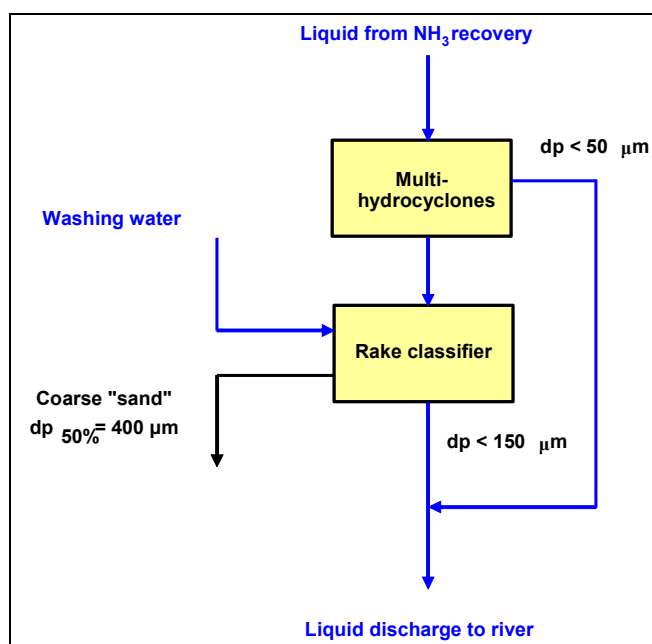 Liquid from NH3 recovery
dp < 50 µm
Multi-
hydrocyclones
Washing water
Rake classifier
Coarse "sand"
dp 50% = 400 µm
dp < 150 µm
Liquid discharge to river